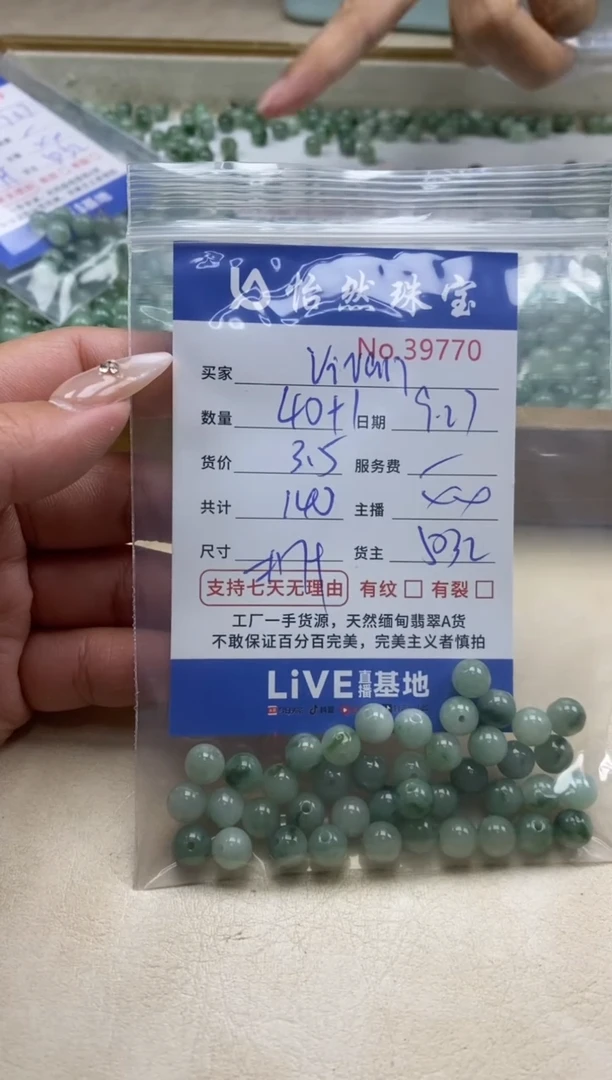 怡然珠宝
No.39770
买家
数量 40+1 日期 9.27
货价 3.5 服务费
共计 140 主播
尺寸 货主 5032
支持七天无理由 有纹 有裂
工厂一手货源，天然缅甸翡翠A货
不敢保证百分百完美，完美主义者慎拍
LiVE直播基地